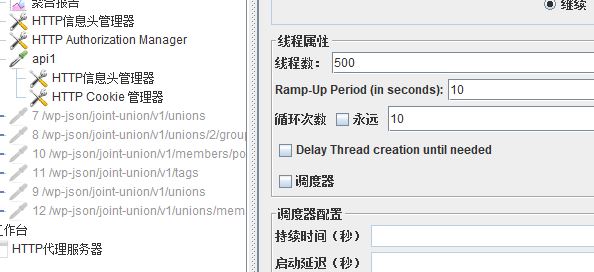 聚合报告
HTTP信息头管理器
HTTP Authorization Manager
api1
HTTP信息头管理器
HTTP Cookie 管理器
7 /wp-json/joint-union/v1/unions
8 /wp-json/joint-union/v1/unions/2/group
10 /wp-json/joint-union/v1/members/po
11 /wp-json/joint-union/v1/tags
9 /wp-json/joint-union/v1/unions
12 /wp-json/joint-union/v1/unions/mem
工作台
HTTP代理服务器
继续
线程属性
线程数: 500
Ramp-Up Period (in seconds): 10
循环次数 永远 10
Delay Thread creation until needed
调度器
调度器配置
持续时间（秒）
启动延迟（秒）